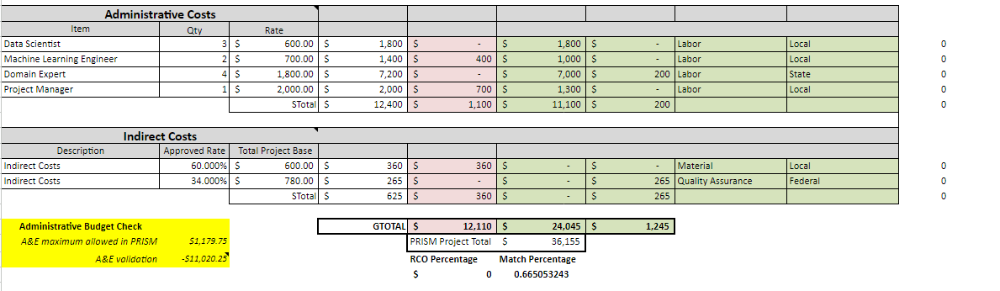 Administrative Costs
Item Qty Rate
Data Scientist 3 $ 600.00 $ 1,800 $ - $ 1,800 $ - Labor Local 0
Machine Learning Engineer 2 $ 700.00 $ 1,400 $ 400 $ 1,000 $ - Labor Local 0
Domain Expert 4 $ 1,800.00 $ 7,200 $ - $ 7,000 $ 200 Labor State 0
Project Manager 1 $ 2,000.00 $ 2,000 $ 700 $ 1,300 $ - Labor Local 0
STotal $ 12,400 $ 1,100 $ 11,100 $ 200 0
Indirect Costs
Description Approved Rate Total Project Base
Indirect Costs 60.000% $ 600.00 $ 360 $ 360 $ - $ - Material Local 0
Indirect Costs 34.000% $ 780.00 $ 265 $ - $ - $ 265 Quality Assurance Federal 0
STotal $ 625 $ 360 $ - $ 265 0
Administrative Budget Check GTOTAL $ 12,110 $ 24,045 $ 1,245
A&E maximum allowed in PRISM $1,179.75 PRISM Project Total $ 36,155
A&E validation -$11,020.25 RCO Percentage Match Percentage
$ 0 0.665053243